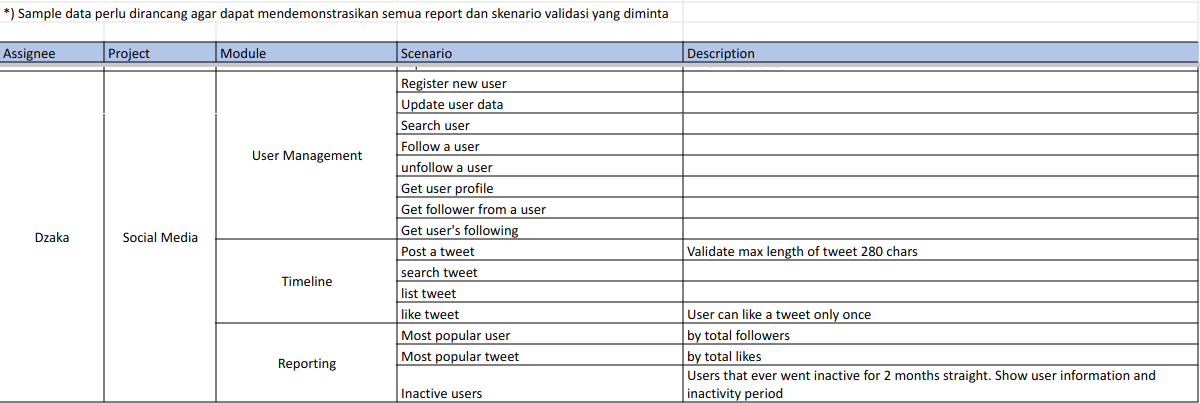 *) Sample data perlu dirancang agar dapat mendemonstrasikan semua report dan skenario validasi yang diminta
Assignee Project Module Scenario Description
Dzaka Social Media
User Management
Register new user
Update user data
Search user
Follow a user
unfollow a user
Get user profile
Get follower from a user
Get user's following
Timeline
Post a tweet Validate max length of tweet 280 chars
search tweet
list tweet
like tweet User can like a tweet only once
Reporting
Most popular user by total followers
Most popular tweet by total likes
Inactive users Users that ever went inactive for 2 months straight. Show user information and
inactivity period